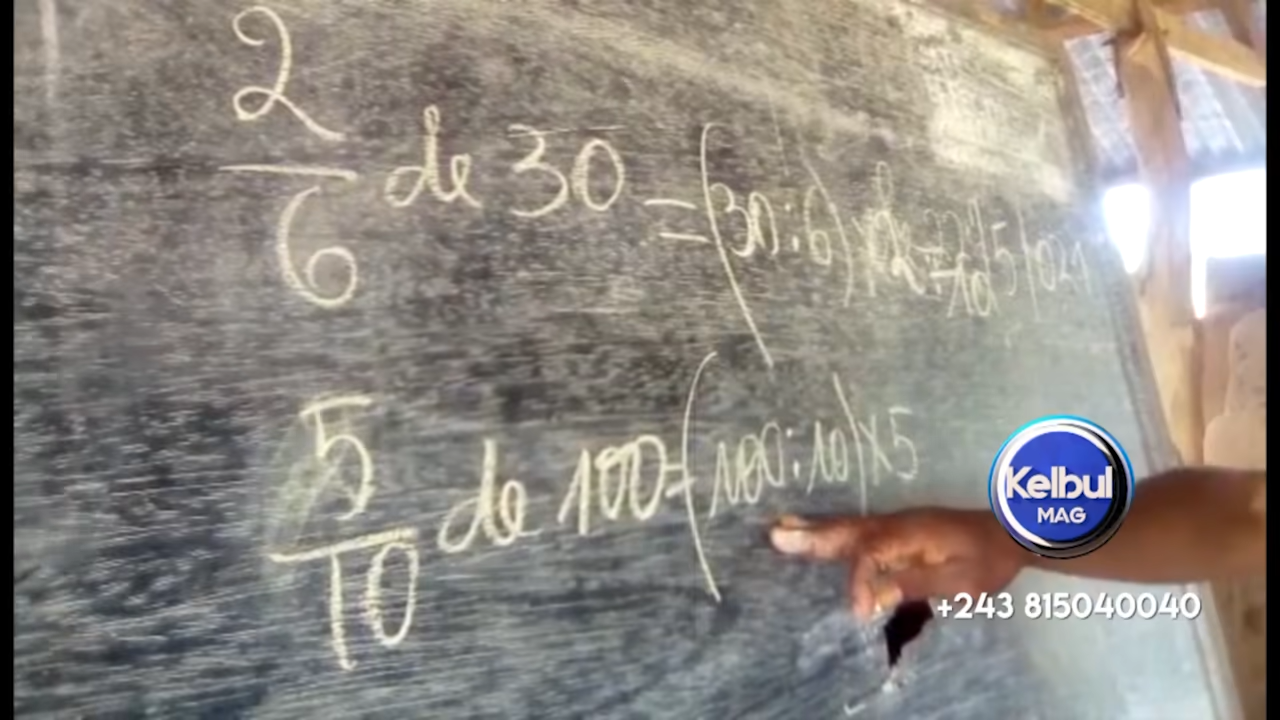 2/6 de 30 = (30 : 6) x 2 =
5/10 de 100 = (100 : 10) x 5
Kelbul
MAG
+243 815040040